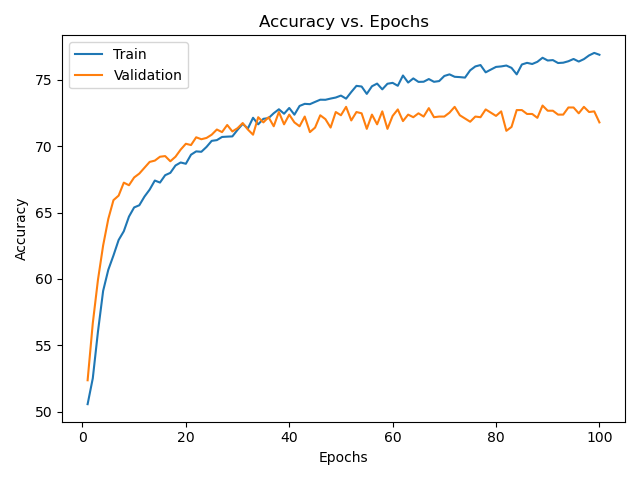 Accuracy vs. Epochs
Train
Validation
Accuracy
75
70
65
60
55
50
0 20 40 60 80 100
Epochs